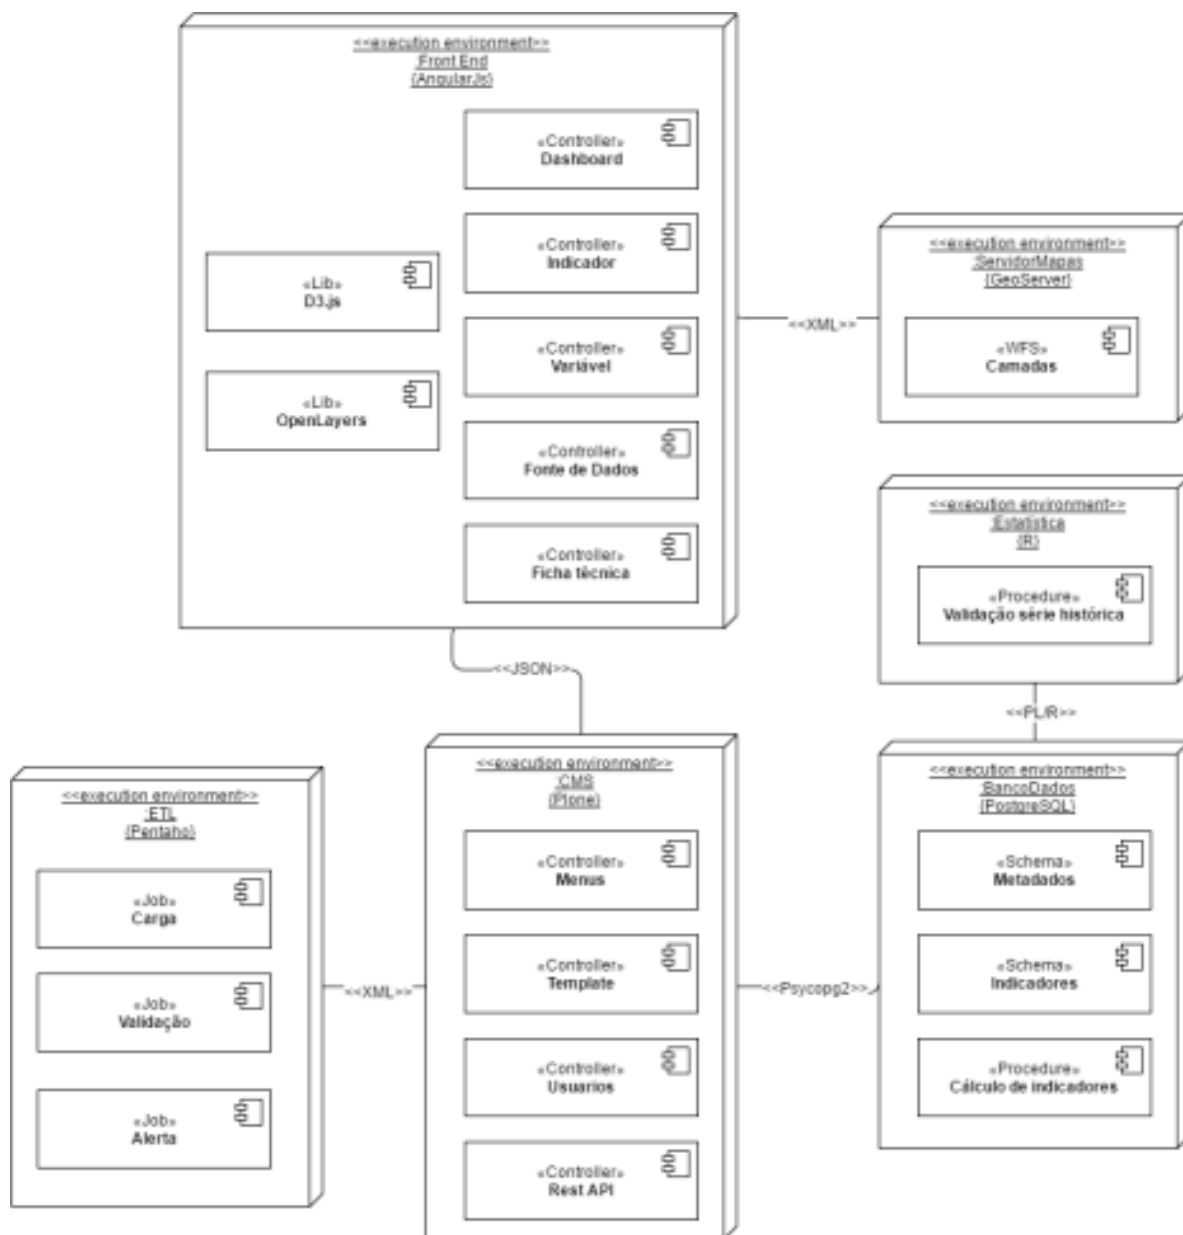 <<execution environment>>
:Front End
{AngularJs}
«Controller»
Dashboard
«Controller»
Indicador
«Lib»
D3.js
«Controller»
Variável
«Lib»
OpenLayers
«Controller»
Fonte de Dados
«Controller»
Ficha técnica
<<XML>>
<<execution environment>>
:ServidorMapas
{GeoServer}
«WFS»
Camadas
<<execution environment>>
:Estatística
{R}
«Procedure»
Validação série histórica
<<JSON>>
<<PL/R>>
<<execution environment>>
:ETL
{Pentaho}
«Job»
Carga
«Job»
Validação
«Job»
Alerta
<<XML>>
<<execution environment>>
:CMS
{Plone}
«Controller»
Menus
«Controller»
Template
«Controller»
Usuarios
«Controller»
Rest API
<<Psycopg2>>
<<execution environment>>
:BancoDados
{PostgreSQL}
«Schema»
Metadados
«Schema»
Indicadores
«Procedure»
Cálculo de indicadores